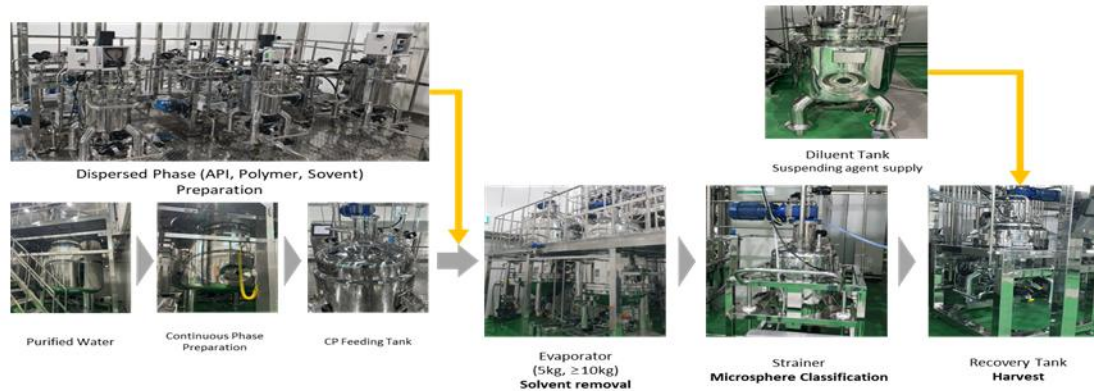 Dispersed Phase (API, Polymer, Sovent)
Preparation
Diluent Tank
Suspending agent supply
Purified Water
Continuous Phase
Preparation
CP Feeding Tank
Evaporator
(5kg, ≥10kg)
Solvent removal
Strainer
Microsphere Classification
Recovery Tank
Harvest